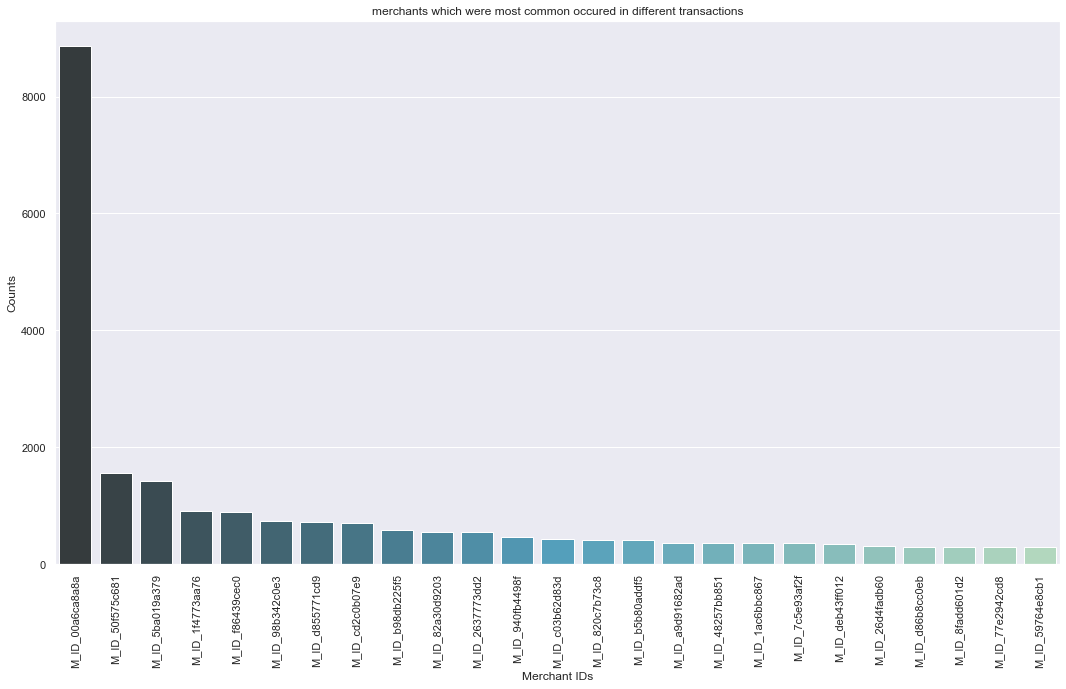 merchants which were most common occured in different transactions
8000
6000
4000
2000
0
Counts
M_ID_00a6ca8a8a
M_ID_50f575c681
M_ID_5ba019a379
M_ID_1f4773aa76
M_ID_f86439cec0
M_ID_98b342c0e3
M_ID_d855771cd9
M_ID_cd2c0b07e9
M_ID_b98db225f5
M_ID_82a30d9203
M_ID_2637773dd2
M_ID_940fb4498f
M_ID_c03b62d83d
M_ID_820c7b73c8
M_ID_b5b80addf5
M_ID_a9d91682ad
M_ID_48257bb851
M_ID_1ac6bbc867
M_ID_7c5e93af2f
M_ID_deb43ff012
M_ID_26d4fadb60
M_ID_d86b8cc0eb
M_ID_8fadd601d2
M_ID_77e2942cd8
M_ID_59764e8cb1
Merchant IDs